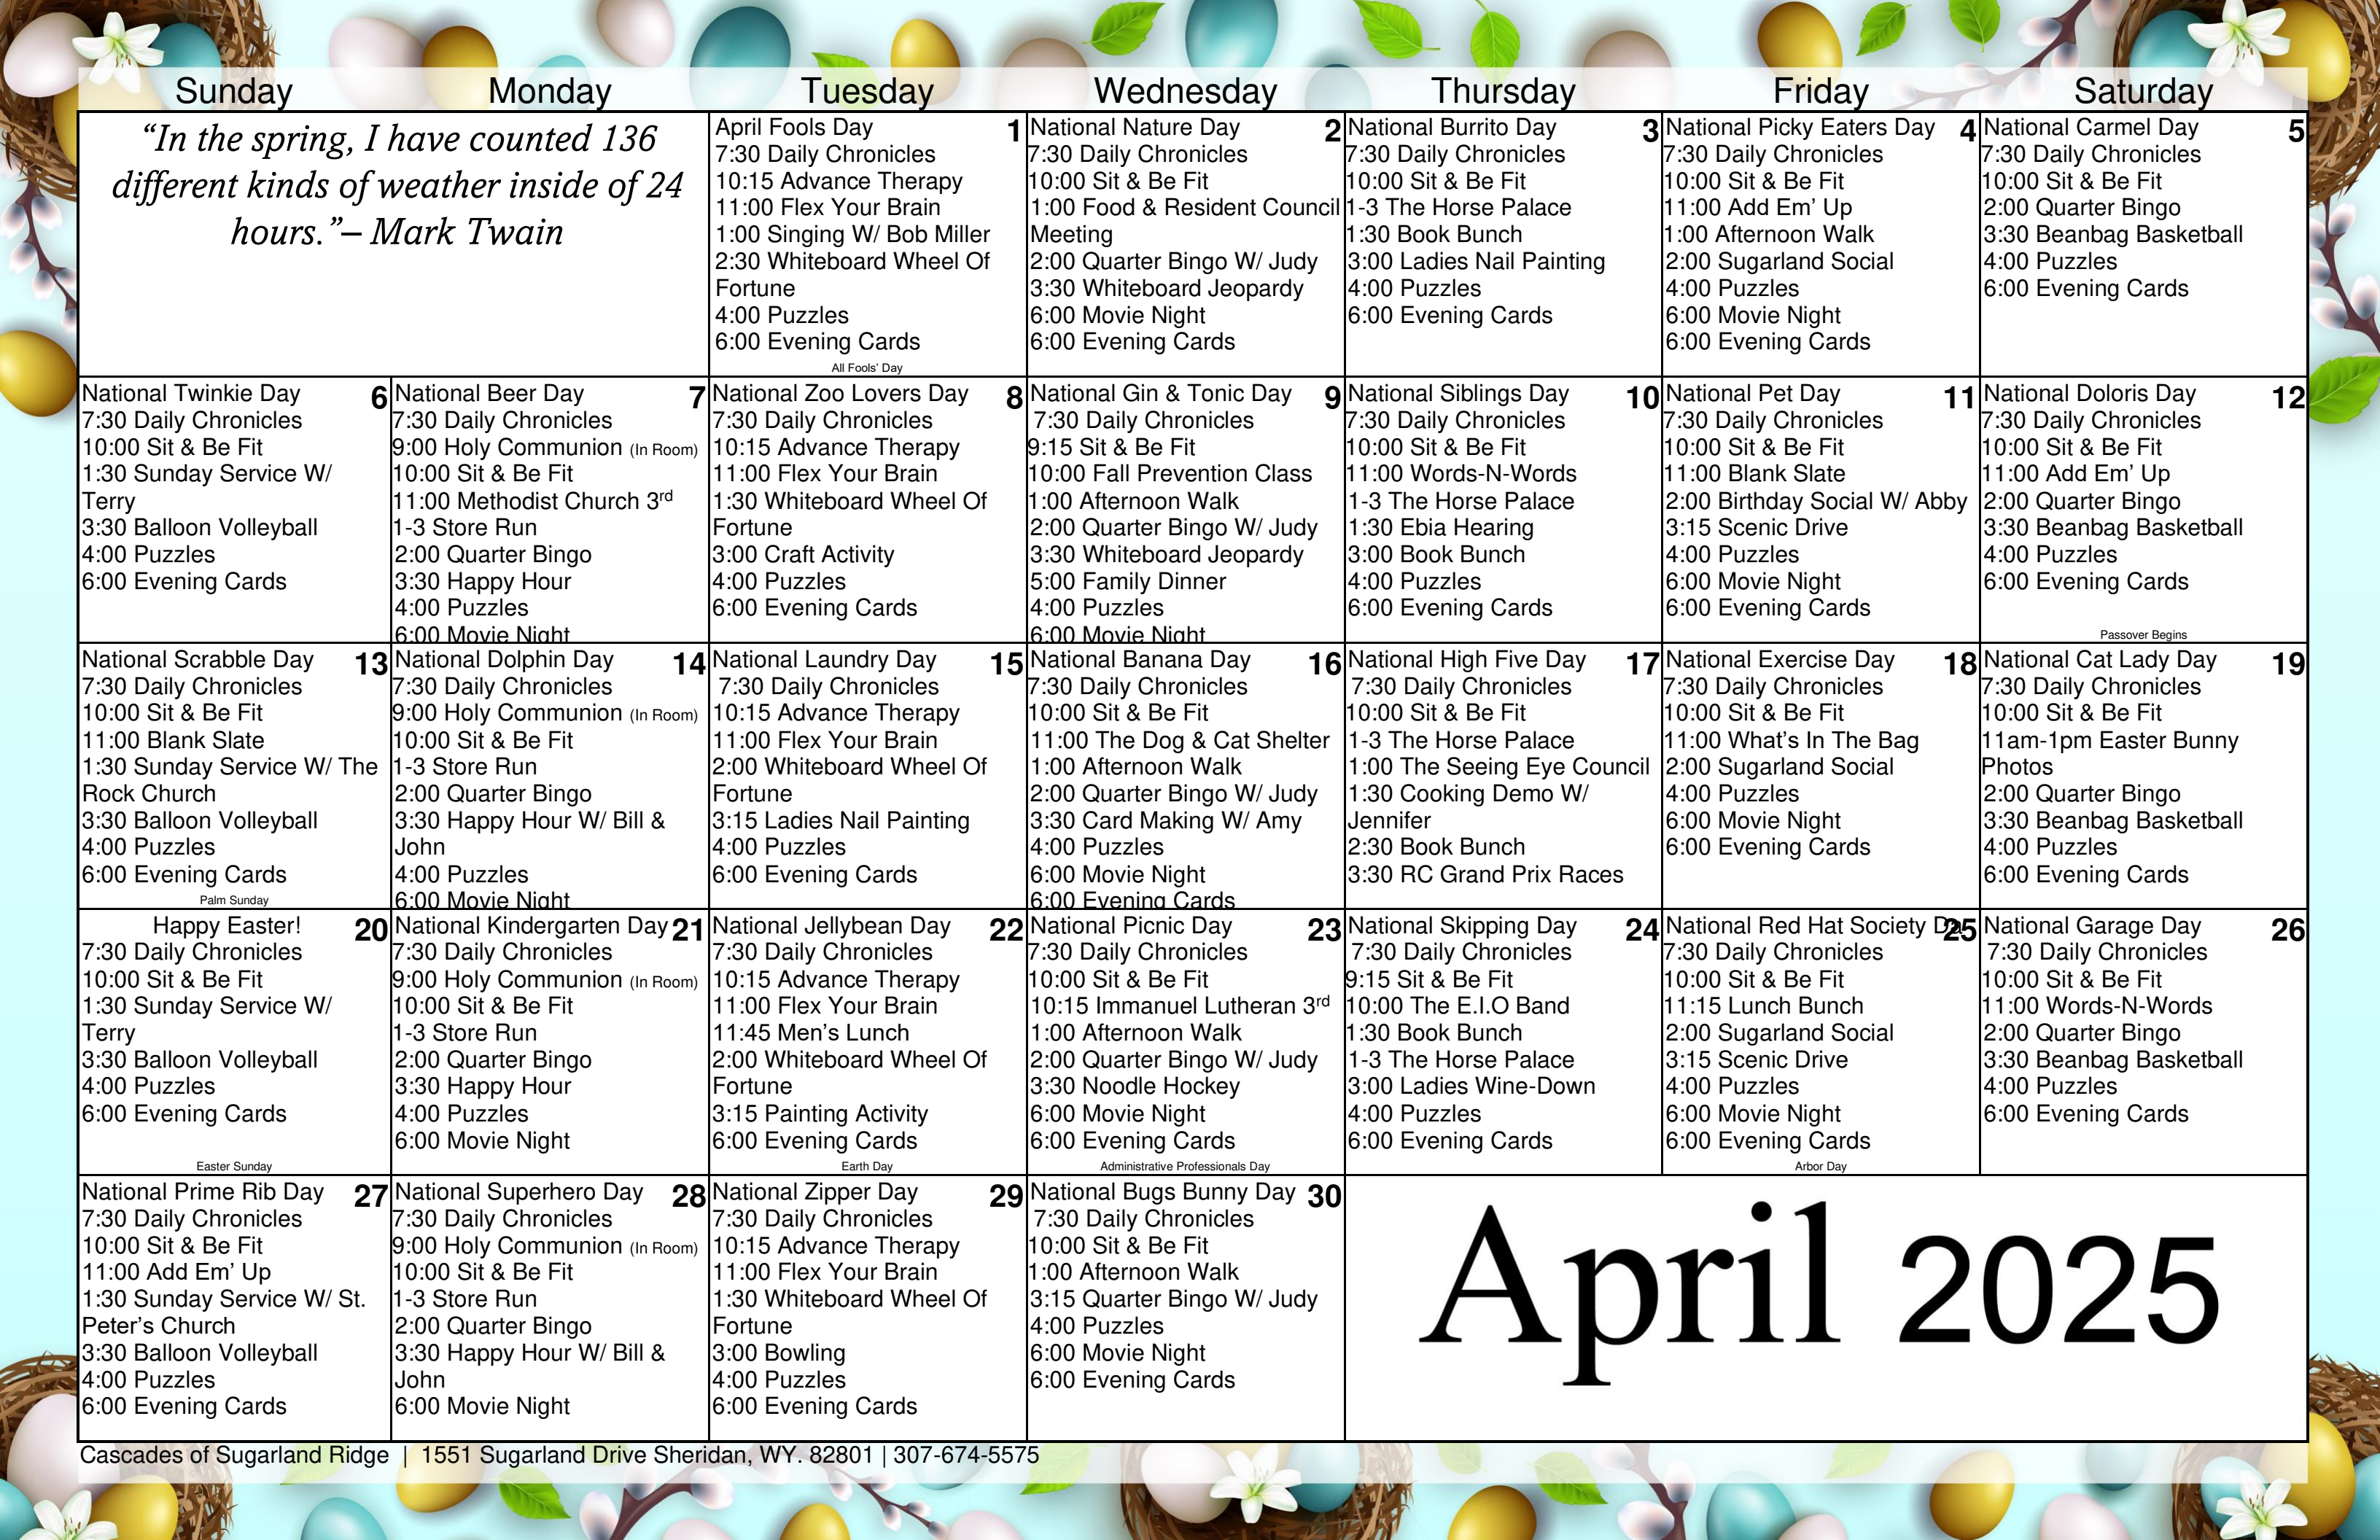 Sunday Monday Tuesday Wednesday Thursday Friday Saturday
“In the spring, I have counted 136
different kinds of weather inside of 24
hours.”– Mark Twain
April Fools Day 1
7:30 Daily Chronicles
10:15 Advance Therapy
11:00 Flex Your Brain
1:00 Singing W/ Bob Miller
2:30 Whiteboard Wheel Of
Fortune
4:00 Puzzles
6:00 Evening Cards
All Fools' Day
National Nature Day 2
7:30 Daily Chronicles
10:00 Sit & Be Fit
1:00 Food & Resident Council
Meeting
2:00 Quarter Bingo W/ Judy
3:30 Whiteboard Jeopardy
6:00 Movie Night
6:00 Evening Cards
National Burrito Day 3
7:30 Daily Chronicles
10:00 Sit & Be Fit
1-3 The Horse Palace
1:30 Book Bunch
3:00 Ladies Nail Painting
4:00 Puzzles
6:00 Evening Cards
National Picky Eaters Day 4
7:30 Daily Chronicles
10:00 Sit & Be Fit
11:00 Add Em’ Up
1:00 Afternoon Walk
2:00 Sugarland Social
4:00 Puzzles
6:00 Movie Night
6:00 Evening Cards
National Carmel Day 5
7:30 Daily Chronicles
10:00 Sit & Be Fit
2:00 Quarter Bingo
3:30 Beanbag Basketball
4:00 Puzzles
6:00 Evening Cards
National Twinkie Day 6
7:30 Daily Chronicles
10:00 Sit & Be Fit
1:30 Sunday Service W/
Terry
3:30 Balloon Volleyball
4:00 Puzzles
6:00 Evening Cards
National Beer Day 7
7:30 Daily Chronicles
9:00 Holy Communion (In Room)
10:00 Sit & Be Fit
11:00 Methodist Church 3rd
1-3 Store Run
2:00 Quarter Bingo
3:30 Happy Hour
4:00 Puzzles
6:00 Movie Night
National Zoo Lovers Day 8
7:30 Daily Chronicles
10:15 Advance Therapy
11:00 Flex Your Brain
1:30 Whiteboard Wheel Of
Fortune
3:00 Craft Activity
4:00 Puzzles
6:00 Evening Cards
National Gin & Tonic Day 9
7:30 Daily Chronicles
9:15 Sit & Be Fit
10:00 Fall Prevention Class
1:00 Afternoon Walk
2:00 Quarter Bingo W/ Judy
3:30 Whiteboard Jeopardy
5:00 Family Dinner
4:00 Puzzles
6:00 Movie Night
National Siblings Day 10
7:30 Daily Chronicles
10:00 Sit & Be Fit
11:00 Words-N-Words
1-3 The Horse Palace
1:30 Ebia Hearing
3:00 Book Bunch
4:00 Puzzles
6:00 Evening Cards
National Pet Day 11
7:30 Daily Chronicles
10:00 Sit & Be Fit
11:00 Blank Slate
2:00 Birthday Social W/ Abby
3:15 Scenic Drive
4:00 Puzzles
6:00 Movie Night
6:00 Evening Cards
National Doloris Day 12
7:30 Daily Chronicles
10:00 Sit & Be Fit
11:00 Add Em’ Up
2:00 Quarter Bingo
3:30 Beanbag Basketball
4:00 Puzzles
6:00 Evening Cards
Passover Begins
National Scrabble Day 13
7:30 Daily Chronicles
10:00 Sit & Be Fit
11:00 Blank Slate
1:30 Sunday Service W/ The
Rock Church
3:30 Balloon Volleyball
4:00 Puzzles
6:00 Evening Cards
Palm Sunday
National Dolphin Day 14
7:30 Daily Chronicles
9:00 Holy Communion (In Room)
10:00 Sit & Be Fit
1-3 Store Run
2:00 Quarter Bingo
3:30 Happy Hour W/ Bill &
John
4:00 Puzzles
6:00 Movie Night
National Laundry Day 15
7:30 Daily Chronicles
10:15 Advance Therapy
11:00 Flex Your Brain
2:00 Whiteboard Wheel Of
Fortune
3:15 Ladies Nail Painting
4:00 Puzzles
6:00 Evening Cards
National Banana Day 16
7:30 Daily Chronicles
10:00 Sit & Be Fit
11:00 The Dog & Cat Shelter
1:00 Afternoon Walk
2:00 Quarter Bingo W/ Judy
3:30 Card Making W/ Amy
4:00 Puzzles
6:00 Movie Night
6:00 Evening Cards
National High Five Day 17
7:30 Daily Chronicles
10:00 Sit & Be Fit
1-3 The Horse Palace
1:00 The Seeing Eye Council
1:30 Cooking Demo W/
Jennifer
2:30 Book Bunch
3:30 RC Grand Prix Races
National Exercise Day 18
7:30 Daily Chronicles
10:00 Sit & Be Fit
11:00 What’s In The Bag
2:00 Sugarland Social
4:00 Puzzles
6:00 Movie Night
6:00 Evening Cards
National Cat Lady Day 19
7:30 Daily Chronicles
10:00 Sit & Be Fit
11am-1pm Easter Bunny
Photos
2:00 Quarter Bingo
3:30 Beanbag Basketball
4:00 Puzzles
6:00 Evening Cards
Happy Easter! 20
7:30 Daily Chronicles
10:00 Sit & Be Fit
1:30 Sunday Service W/
Terry
3:30 Balloon Volleyball
4:00 Puzzles
6:00 Evening Cards
Easter Sunday
National Kindergarten Day 21
7:30 Daily Chronicles
9:00 Holy Communion (In Room)
10:00 Sit & Be Fit
1-3 Store Run
2:00 Quarter Bingo
3:30 Happy Hour
4:00 Puzzles
6:00 Movie Night
National Jellybean Day 22
7:30 Daily Chronicles
10:15 Advance Therapy
11:00 Flex Your Brain
11:45 Men’s Lunch
2:00 Whiteboard Wheel Of
Fortune
3:15 Painting Activity
6:00 Evening Cards
Earth Day
National Picnic Day 23
7:30 Daily Chronicles
10:00 Sit & Be Fit
10:15 Immanuel Lutheran 3rd
1:00 Afternoon Walk
2:00 Quarter Bingo W/ Judy
3:30 Noodle Hockey
6:00 Movie Night
6:00 Evening Cards
Administrative Professionals Day
National Skipping Day 24
7:30 Daily Chronicles
9:15 Sit & Be Fit
10:00 The E.I.O Band
1:30 Book Bunch
1-3 The Horse Palace
3:00 Ladies Wine-Down
4:00 Puzzles
6:00 Evening Cards
National Red Hat Society Day 25
7:30 Daily Chronicles
10:00 Sit & Be Fit
11:15 Lunch Bunch
2:00 Sugarland Social
3:15 Scenic Drive
4:00 Puzzles
6:00 Movie Night
6:00 Evening Cards
Arbor Day
National Garage Day 26
7:30 Daily Chronicles
10:00 Sit & Be Fit
11:00 Words-N-Words
2:00 Quarter Bingo
3:30 Beanbag Basketball
4:00 Puzzles
6:00 Evening Cards
National Prime Rib Day 27
7:30 Daily Chronicles
10:00 Sit & Be Fit
11:00 Add Em’ Up
1:30 Sunday Service W/ St.
Peter’s Church
3:30 Balloon Volleyball
4:00 Puzzles
6:00 Evening Cards
National Superhero Day 28
7:30 Daily Chronicles
9:00 Holy Communion (In Room)
10:00 Sit & Be Fit
1-3 Store Run
2:00 Quarter Bingo
3:30 Happy Hour W/ Bill &
John
6:00 Movie Night
National Zipper Day 29
7:30 Daily Chronicles
10:15 Advance Therapy
11:00 Flex Your Brain
1:30 Whiteboard Wheel Of
Fortune
3:00 Bowling
4:00 Puzzles
6:00 Evening Cards
National Bugs Bunny Day 30
7:30 Daily Chronicles
10:00 Sit & Be Fit
1:00 Afternoon Walk
3:15 Quarter Bingo W/ Judy
4:00 Puzzles
6:00 Movie Night
6:00 Evening Cards
April 2025
Cascades of Sugarland Ridge | 1551 Sugarland Drive Sheridan, WY. 82801 | 307-674-5575